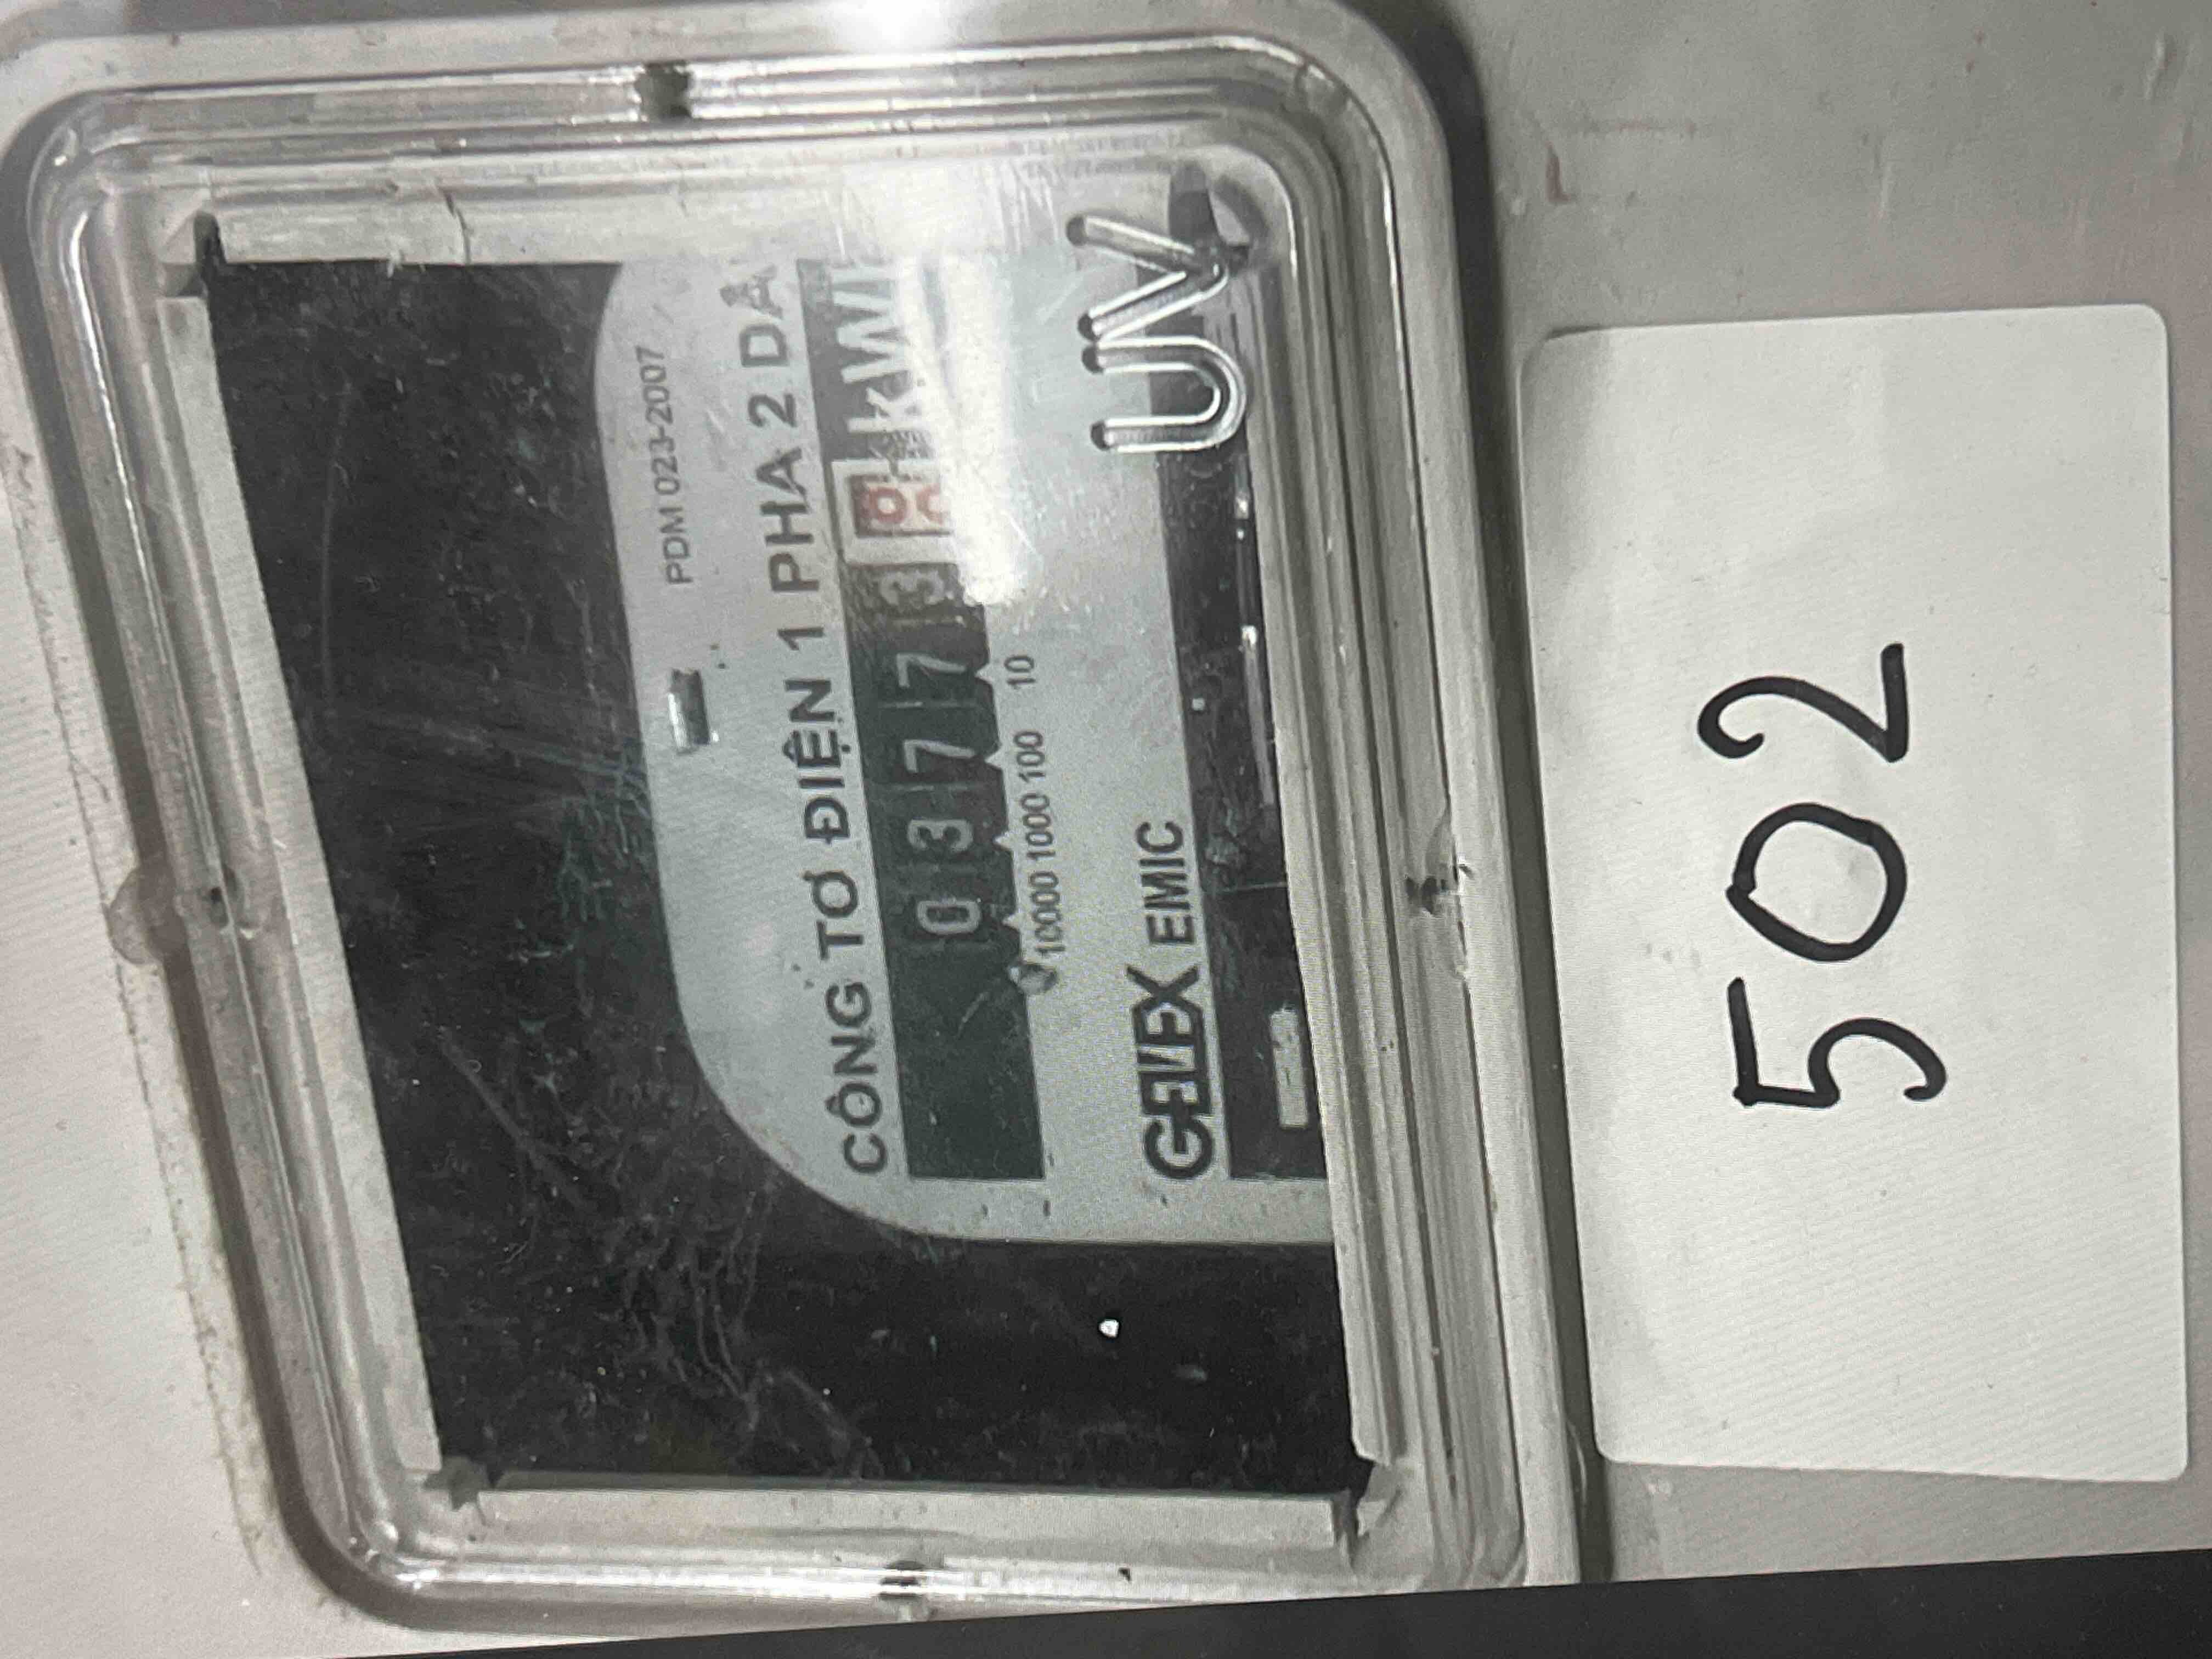 PDM 023-2007
CÔNG TƠ ĐIỆN 1 PHA 2 DÂ
0 3 7 7 3
10000 1000 100 10
GELEX EMIC
UV
502